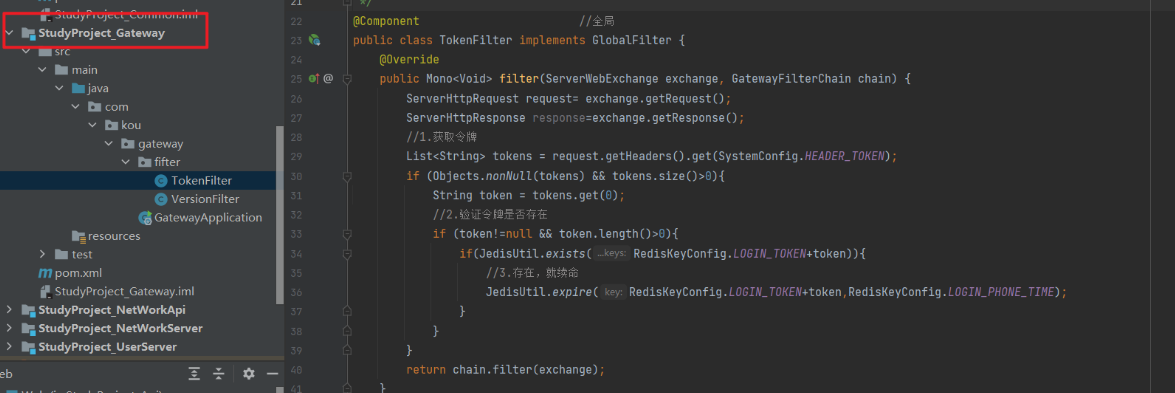 StudyProject_Common.iml
StudyProject_Gateway
src
main
java
com
kou
gateway
fifter
TokenFilter
VersionFilter
GatewayApplication
resources
test
pom.xml
StudyProject_Gateway.iml
StudyProject_NetWorkApi
StudyProject_NetWorkServer
StudyProject_UserServer
eb
21 */
22 @Component //全局
23 public class TokenFilter implements GlobalFilter {
24 @Override
25 @ public Mono<Void> filter(ServerWebExchange exchange, GatewayFilterChain chain) {
26 ServerHttpRequest request= exchange.getRequest();
27 ServerHttpResponse response=exchange.getResponse();
28 //1.获取令牌
29 List<String> tokens = request.getHeaders().get(SystemConfig.HEADER_TOKEN);
30 if (Objects.nonNull(tokens) && tokens.size()>0){
31 String token = tokens.get(0);
32 //2.验证令牌是否存在
33 if (token!=null && token.length()>0){
34 if(JedisUtil.exists( ...keys: RedisKeyConfig.LOGIN_TOKEN+token)){
35 //3.存在，就续命
36 JedisUtil.expire( key: RedisKeyConfig.LOGIN_TOKEN+token,RedisKeyConfig.LOGIN_PHONE_TIME);
37 }
38 }
39 }
40 return chain.filter(exchange);
41 }